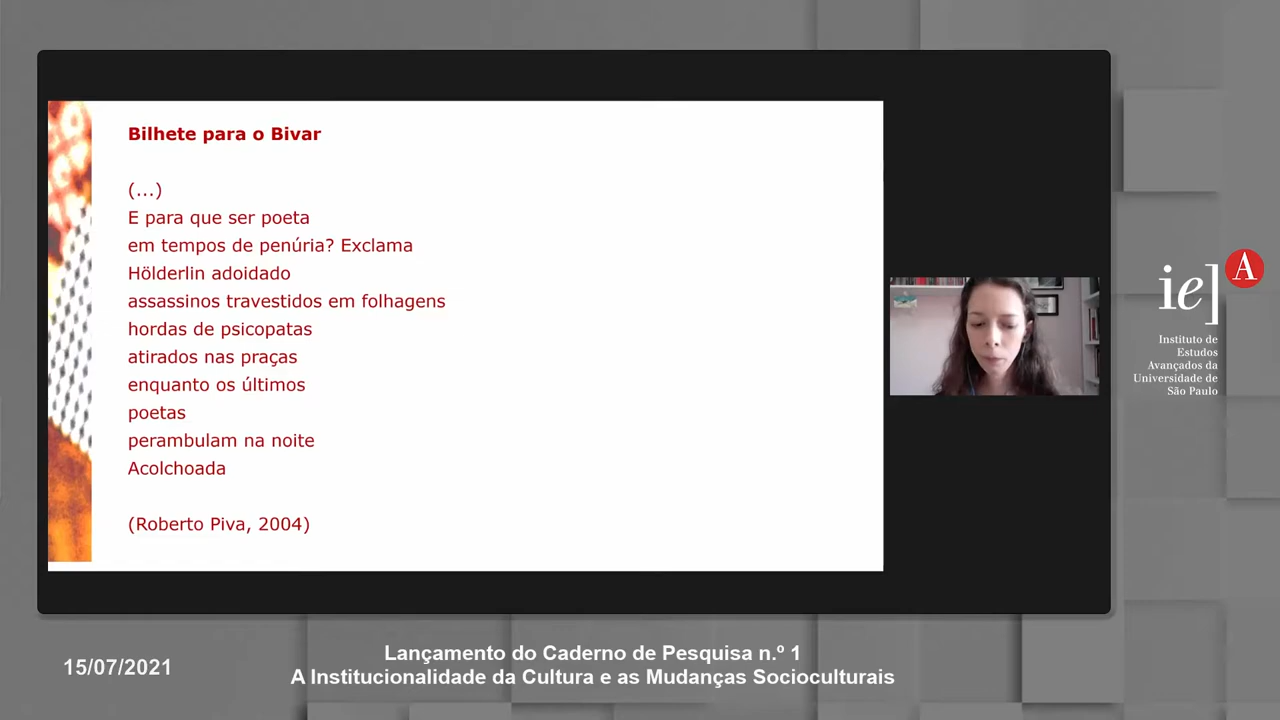 Bilhete para o Bivar
(...)
E para que ser poeta
em tempos de penúria? Exclama
Hölderlin adoidado
assassinos travestidos em folhagens
hordas de psicopatas
atirados nas praças
enquanto os últimos
poetas
perambulam na noite
Acolchoada
(Roberto Piva, 2004)
ie] A
Instituto de
Estudos
Avançados da
Universidade de
São Paulo
15/07/2021
Lançamento do Caderno de Pesquisa n.º 1
A Institucionalidade da Cultura e as Mudanças Socioculturais